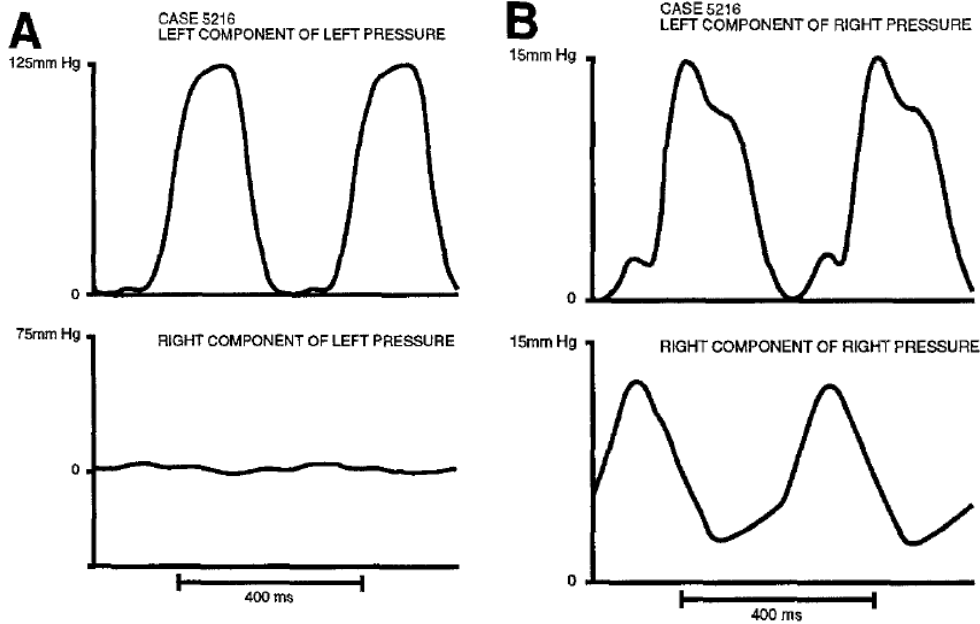 A
CASE 5216
LEFT COMPONENT OF LEFT PRESSURE
125mm Hg
0
75mm Hg
RIGHT COMPONENT OF LEFT PRESSURE
0
400 ms
B
CASE 5216
LEFT COMPONENT OF RIGHT PRESSURE
15mm Hg
0
15mm Hg
RIGHT COMPONENT OF RIGHT PRESSURE
0
400 ms